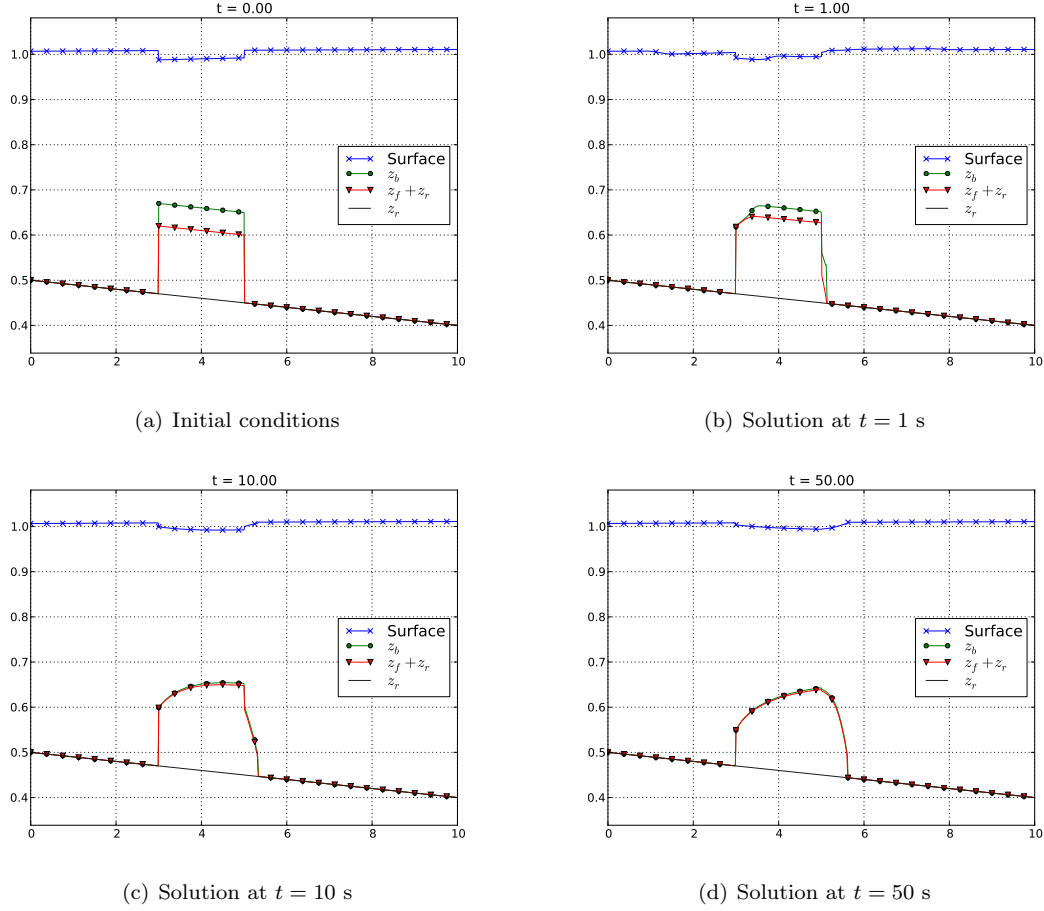 t = 0.00
1.0
0.9
0.8
0.7
0.6
0.5
0.4
0 2 4 6 8 10
Surface
z_b
z_f + z_r
z_r
(a) Initial conditions
t = 1.00
1.0
0.9
0.8
0.7
0.6
0.5
0.4
0 2 4 6 8 10
Surface
z_b
z_f + z_r
z_r
(b) Solution at t = 1 s
t = 10.00
1.0
0.9
0.8
0.7
0.6
0.5
0.4
0 2 4 6 8 10
Surface
z_b
z_f + z_r
z_r
(c) Solution at t = 10 s
t = 50.00
1.0
0.9
0.8
0.7
0.6
0.5
0.4
0 2 4 6 8 10
Surface
z_b
z_f + z_r
z_r
(d) Solution at t = 50 s